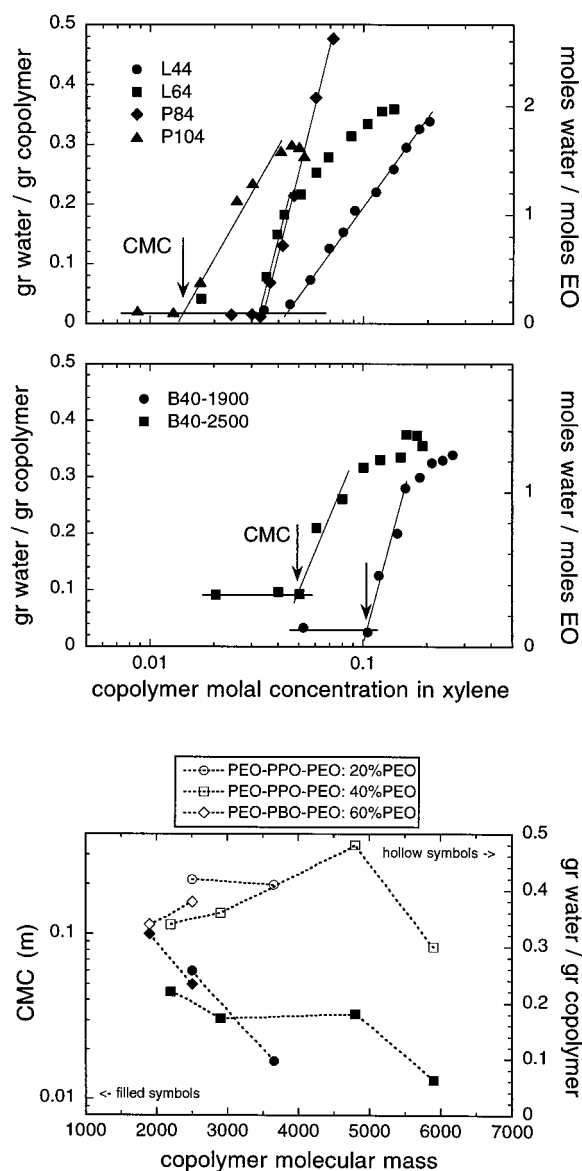 0.5
0.4
0.3
0.2
0.1
0
gr water / gr copolymer
L44
L64
P84
P104
CMC
2
1
0
moles water / moles EO
0.5
0.4
0.3
0.2
0.1
0
gr water / gr copolymer
B40-1900
B40-2500
CMC
1
0
moles water / moles EO
0.01
0.1
copolymer molal concentration in xylene
PEO-PPO-PEO: 20%PEO
PEO-PPO-PEO: 40%PEO
PEO-PBO-PEO: 60%PEO
hollow symbols ->
<- filled symbols
0.1
0.01
CMC (m)
0.5
0.4
0.3
0.2
0.1
0
gr water / gr copolymer
1000 2000 3000 4000 5000 6000 7000
copolymer molecular mass